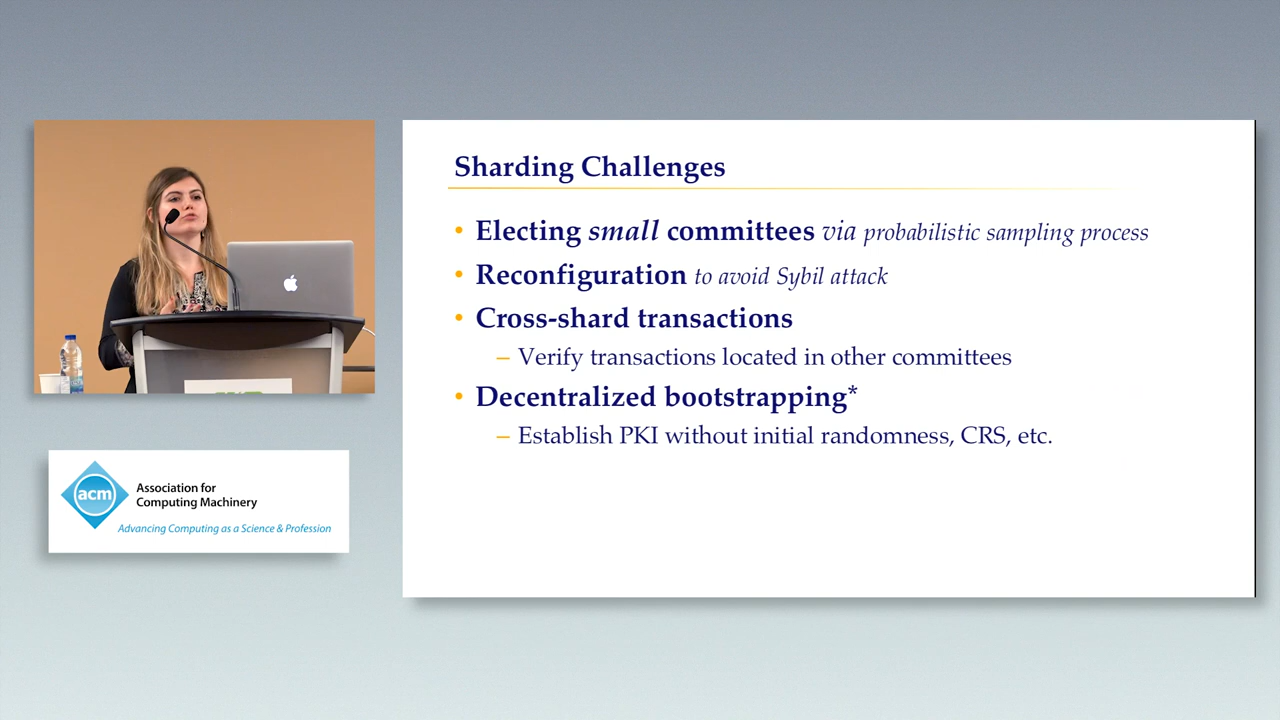 Sharding Challenges
• Electing small committees via probabilistic sampling process
• Reconfiguration to avoid Sybil attack
• Cross-shard transactions
– Verify transactions located in other committees
• Decentralized bootstrapping*
– Establish PKI without initial randomness, CRS, etc.
acm
Association for
Computing Machinery
Advancing Computing as a Science & Profession